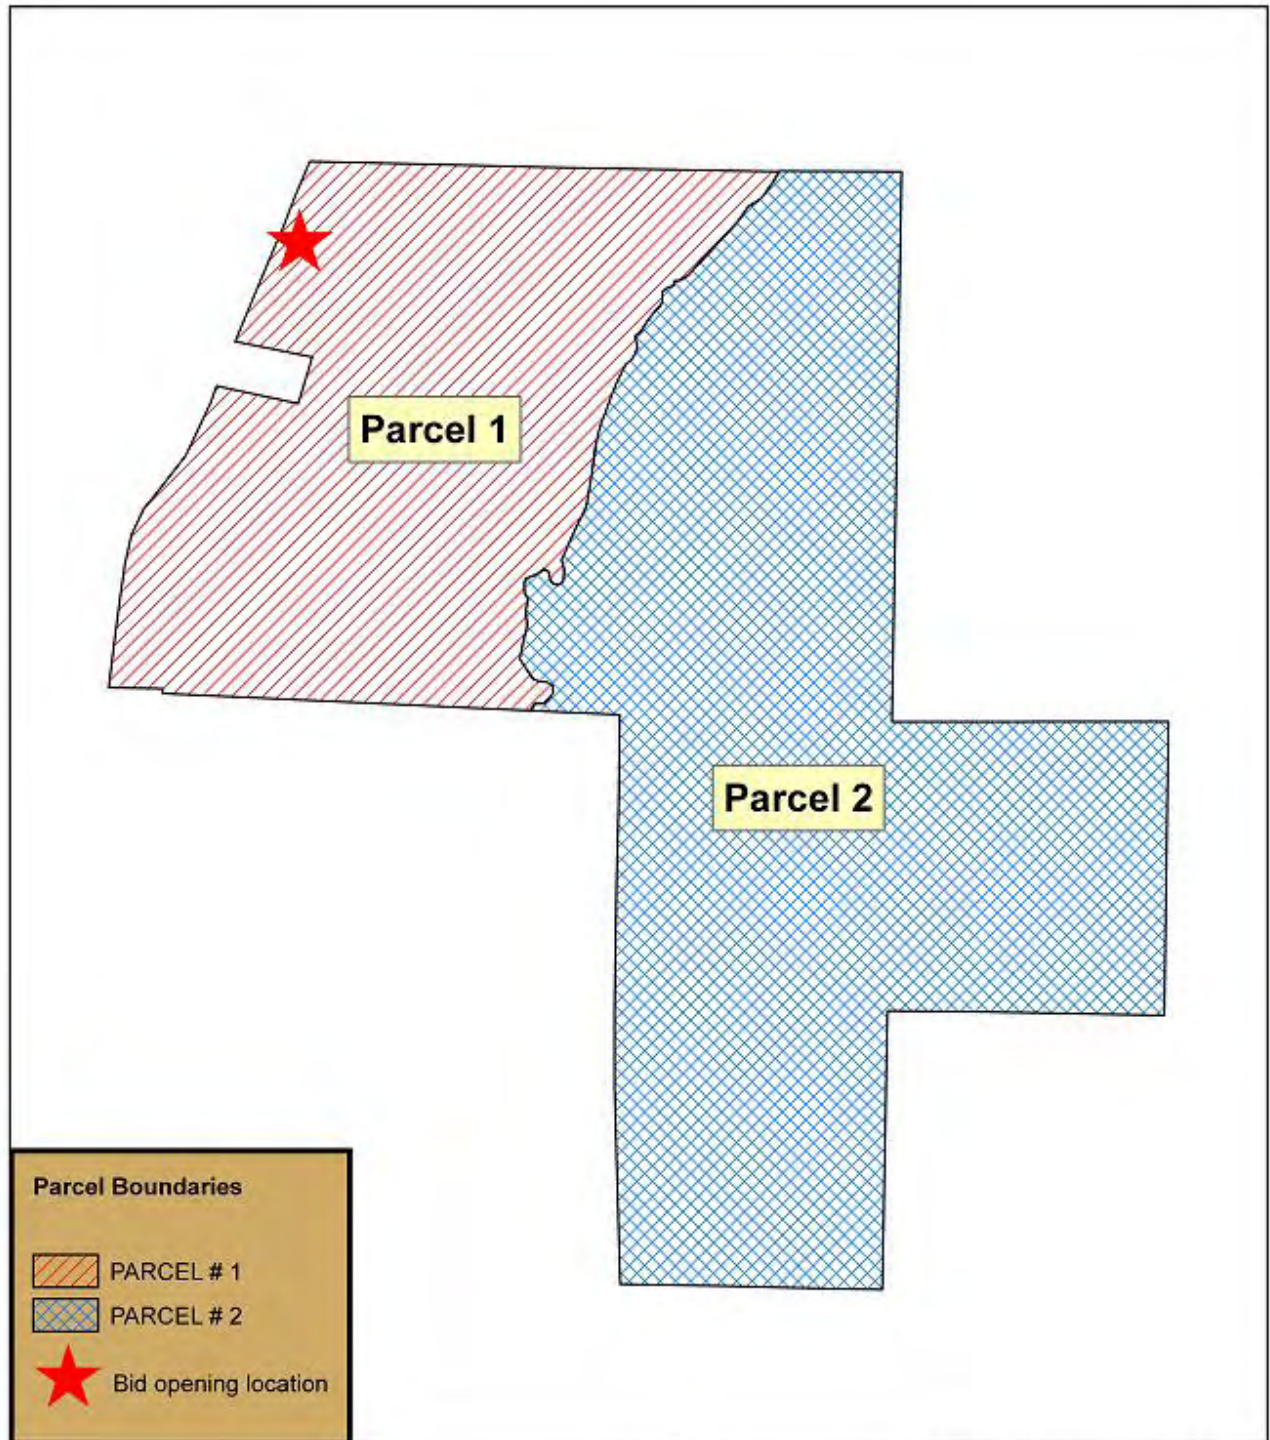 Parcel 1
Parcel 2
Parcel Boundaries
PARCEL # 1
PARCEL # 2
Bid opening location